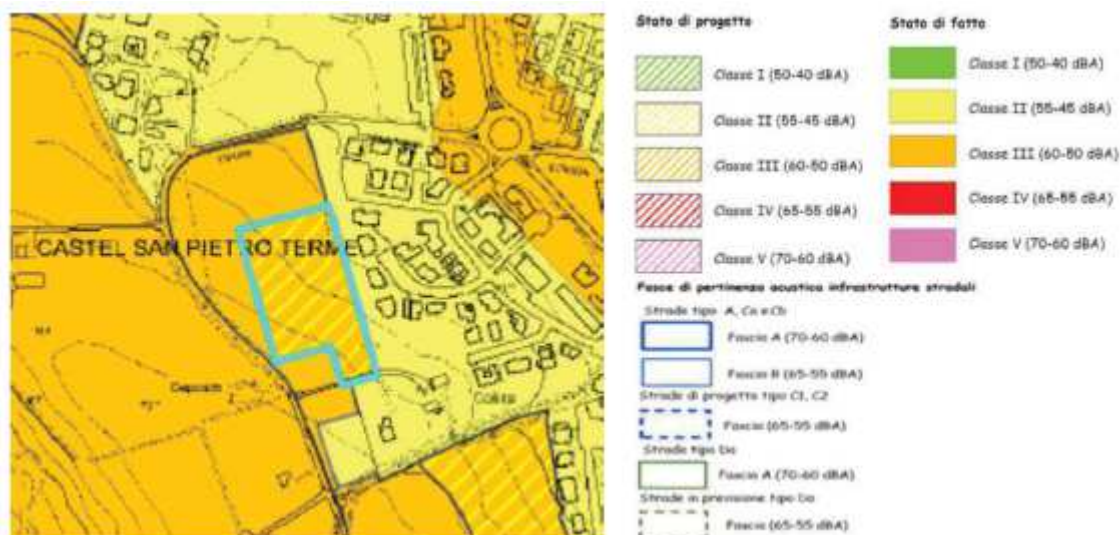 CASTEL SAN PIETRO TERME
Deposito
Collina
Stato di progetto
Classe I (50-40 dBA)
Classe II (55-45 dBA)
Classe III (60-50 dBA)
Classe IV (65-55 dBA)
Classe V (70-60 dBA)
Stato di fatto
Classe I (50-40 dBA)
Classe II (55-45 dBA)
Classe III (60-50 dBA)
Classe IV (65-55 dBA)
Classe V (70-60 dBA)
Fasce di pertinenza acustica infrastrutture stradali
Strade tipo A, Ca e Cb
Fascia A (70-60 dBA)
Fascia B (65-55 dBA)
Strade di progetto tipo C1, C2
Fascia (65-55 dBA)
Strade tipo Da
Fascia A (70-60 dBA)
Strade in previsione tipo Da
Fascia (65-55 dBA)